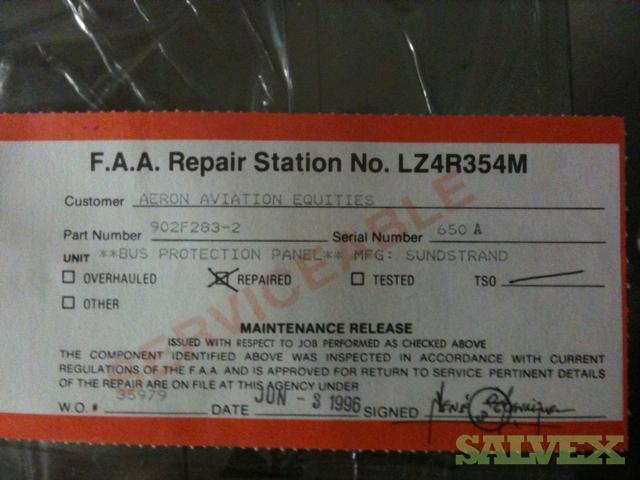 F.A.A. Repair Station No. LZ4R354M
Customer AERON AVIATION EQUITIES
Part Number 902F283-2 Serial Number 650 A
UNIT **BUS PROTECTION PANEL** MFG: SUNDSTRAND
OVERHAULED REPAIRED TESTED TSO
OTHER
SERVICEABLE
MAINTENANCE RELEASE
ISSUED WITH RESPECT TO JOB PERFORMED AS CHECKED ABOVE
THE COMPONENT IDENTIFIED ABOVE WAS INSPECTED IN ACCORDANCE WITH CURRENT
REGULATIONS OF THE F.A.A. AND IS APPROVED FOR RETURN TO SERVICE. PERTINENT DETAILS
OF THE REPAIR ARE ON FILE AT THIS AGENCY UNDER
W.O. # 35979 DATE JUN - 3 1996 SIGNED
SALVEX